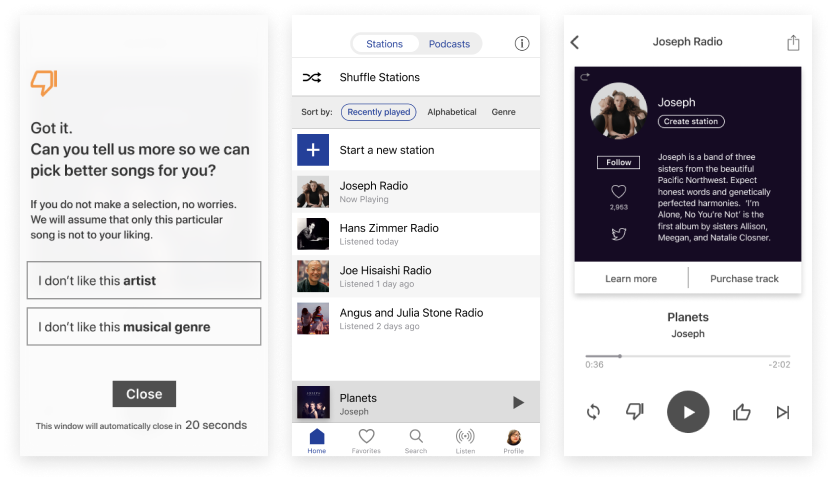 Got it.
Can you tell us more so we can
pick better songs for you?
If you do not make a selection, no worries.
We will assume that only this particular
song is not to your liking.
I don't like this artist
I don't like this musical genre
Close
This window will automatically close in 20 seconds
Stations
Podcasts
Shuffle Stations
Sort by:
Recently played
Alphabetical
Genre
Start a new station
Joseph Radio
Now Playing
Hans Zimmer Radio
Listened today
Joe Hisaishi Radio
Listened 1 day ago
Angus and Julia Stone Radio
Listened 2 days ago
Planets
Joseph
Home
Favorites
Search
Listen
Profile
Joseph Radio
Joseph
Create station
Follow
2,963
Joseph is a band of three
sisters from the beautiful
Pacific Northwest. Expect
honest words and genetically
perfected harmonies. 'I'm
Alone, No You're Not' is the
first album by sisters Allison,
Meegan, and Natalie Closner.
Learn more
Purchase track
Planets
Joseph
0:36
-2:02